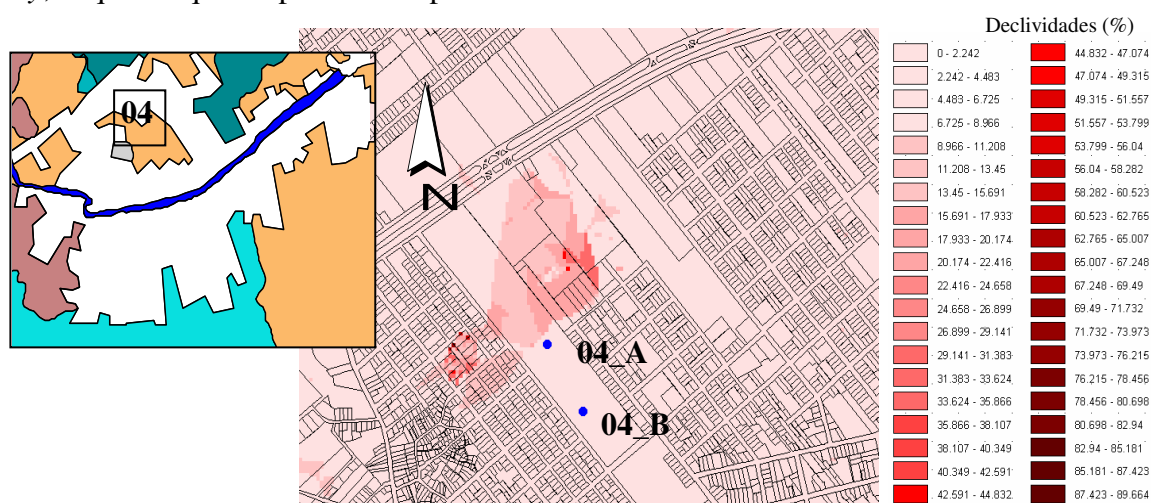 Declividades (%)
04
N
04_A
04_B
0 - 2.242
2.242 - 4.483
4.483 - 6.725
6.725 - 8.966
8.966 - 11.208
11.208 - 13.45
13.45 - 15.691
15.691 - 17.933
17.933 - 20.174
20.174 - 22.416
22.416 - 24.658
24.658 - 26.899
26.899 - 29.141
29.141 - 31.383
31.383 - 33.624
33.624 - 35.866
35.866 - 38.107
38.107 - 40.349
40.349 - 42.591
42.591 - 44.832
44.832 - 47.074
47.074 - 49.315
49.315 - 51.557
51.557 - 53.799
53.799 - 56.04
56.04 - 58.282
58.282 - 60.523
60.523 - 62.765
62.765 - 65.007
65.007 - 67.248
67.248 - 69.49
69.49 - 71.732
71.732 - 73.973
73.973 - 76.215
76.215 - 78.456
78.456 - 80.698
80.698 - 82.94
82.94 - 85.181
85.181 - 87.423
87.423 - 89.664